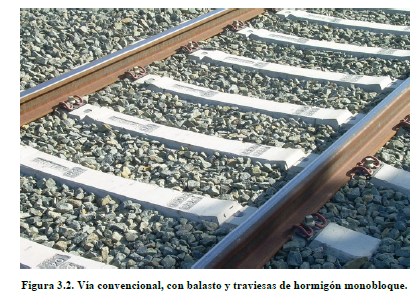 Figura 3.2. Vía convencional, con balasto y traviesas de hormigón monobloque.